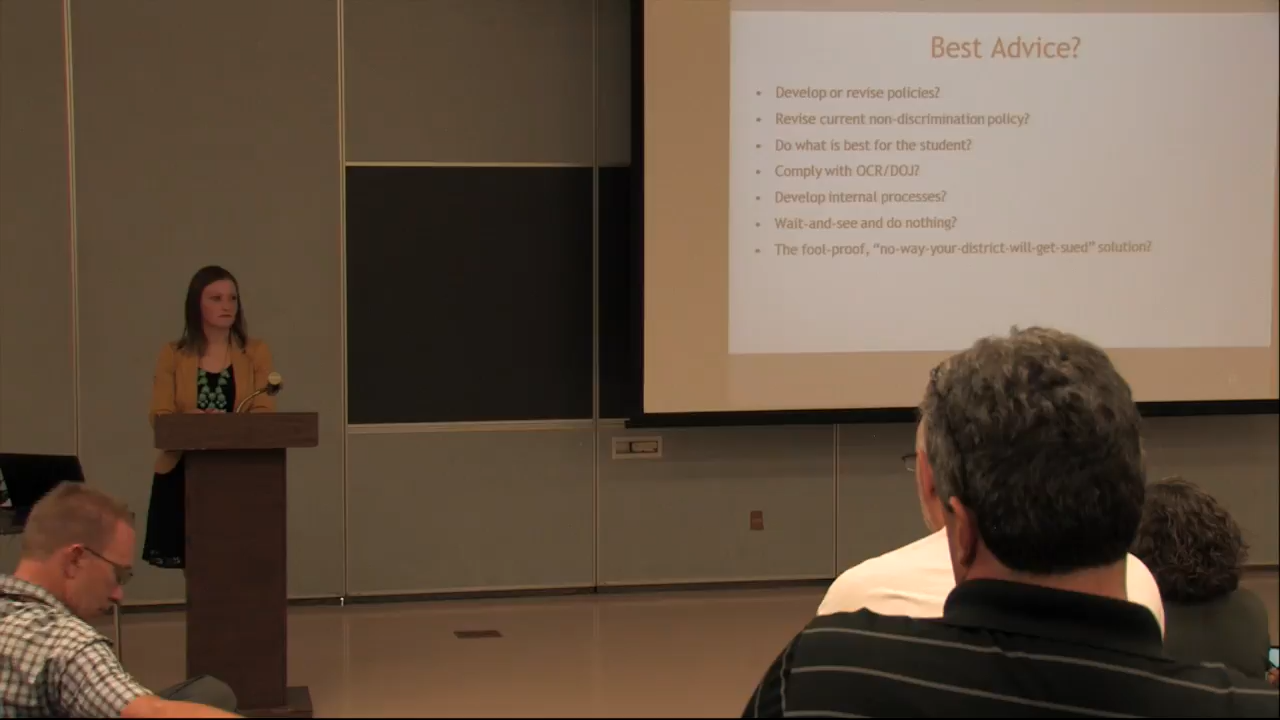 Best Advice?
• Develop or revise policies?
• Revise current non-discrimination policy?
• Do what is best for the student?
• Comply with OCR/DOJ?
• Develop internal processes?
• Wait-and-see and do nothing?
• The fool-proof, “no-way-your-district-will-get-sued” solution?